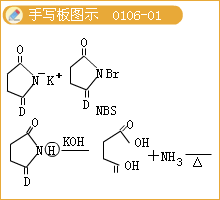 手写板图示 0106-01
O O
N⁻ K⁺ N Br
D D NBS
O
N H KOH O OH + NH3 △
D O OH